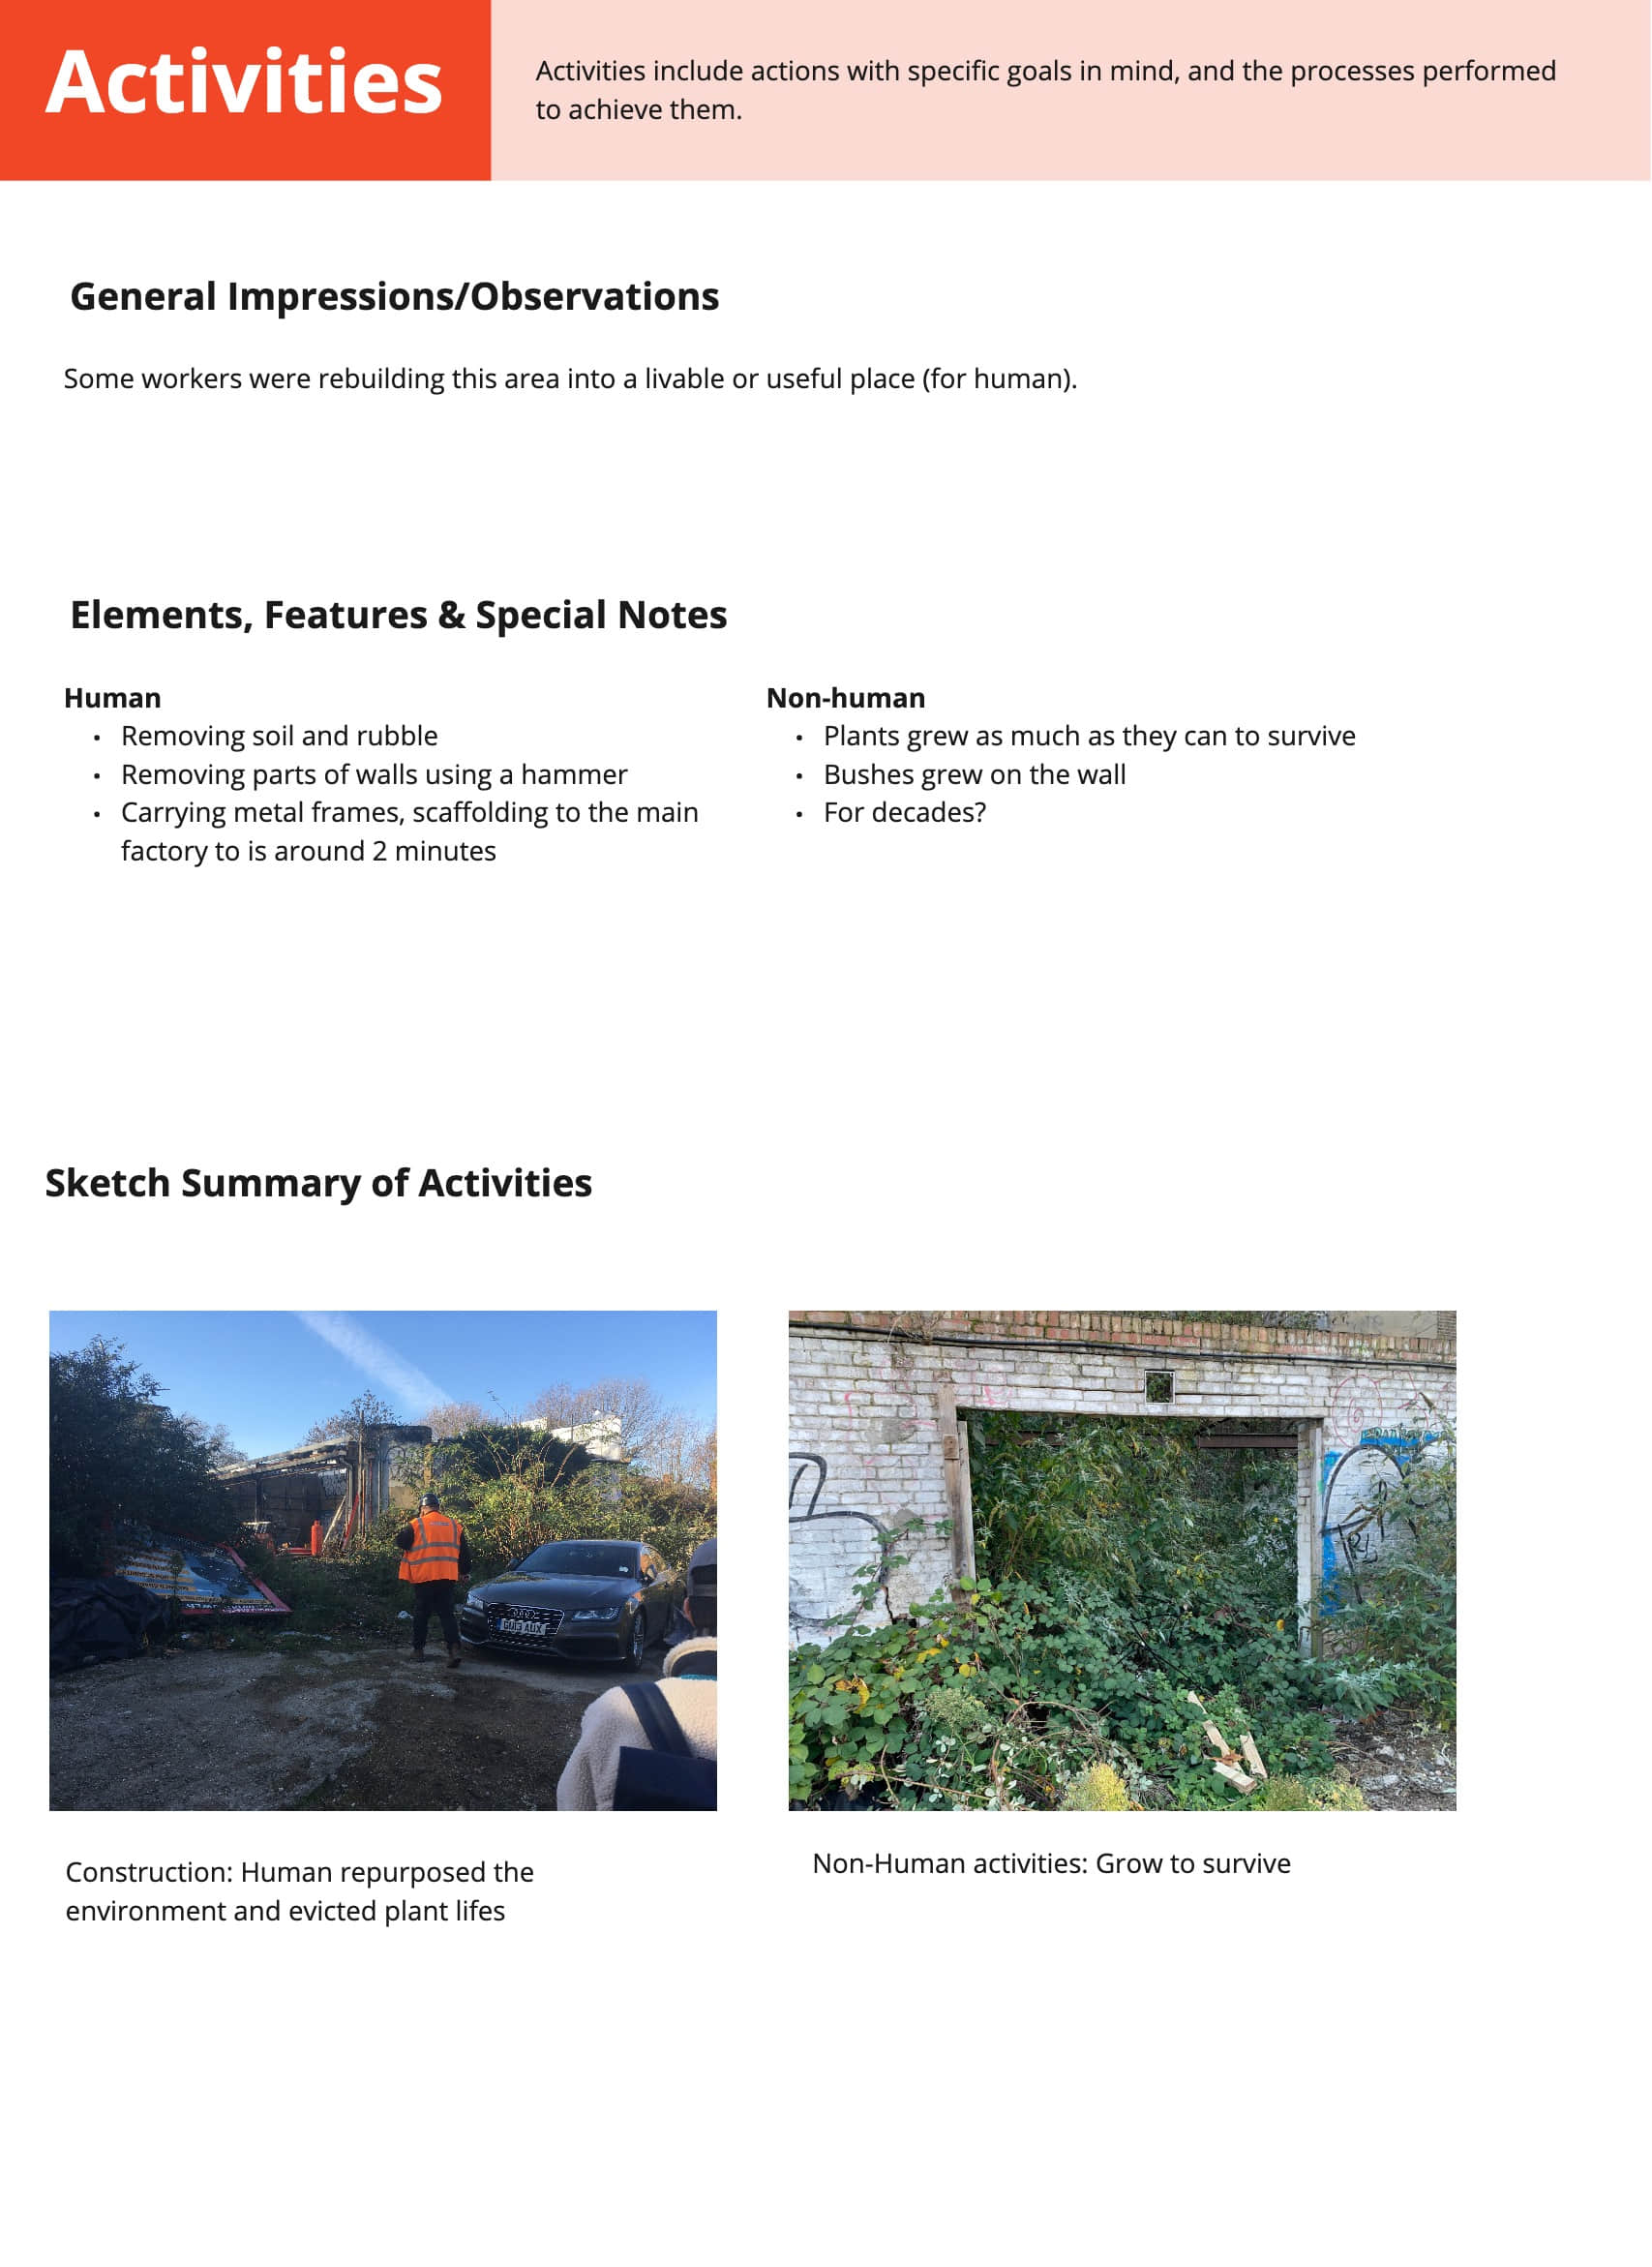 Activities
Activities include actions with specific goals in mind, and the processes performed
to achieve them.
General Impressions/Observations
Some workers were rebuilding this area into a livable or useful place (for human).
Elements, Features & Special Notes
Human
• Removing soil and rubble
• Removing parts of walls using a hammer
• Carrying metal frames, scaffolding to the main
factory to is around 2 minutes
Non-human
• Plants grew as much as they can to survive
• Bushes grew on the wall
• For decades?
Sketch Summary of Activities
Construction: Human repurposed the
environment and evicted plant lifes
Non-Human activities: Grow to survive